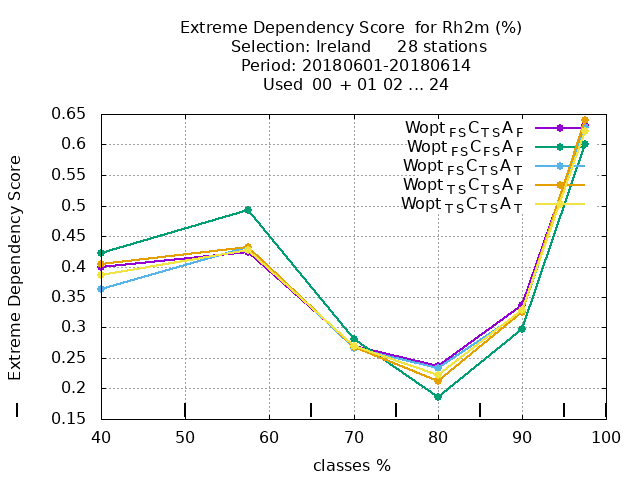 Extreme Dependency Score for Rh2m (%)
Selection: Ireland 28 stations
Period: 20180601-20180614
Used 00 + 01 02 ... 24
Extreme Dependency Score
0.65
0.6
0.55
0.5
0.45
0.4
0.35
0.3
0.25
0.2
0.15
Wopt FS C TS A F
Wopt FS C FS A F
Wopt FS C TS A T
Wopt TS C TS A F
Wopt TS C TS A T
40 50 60 70 80 90 100
classes %